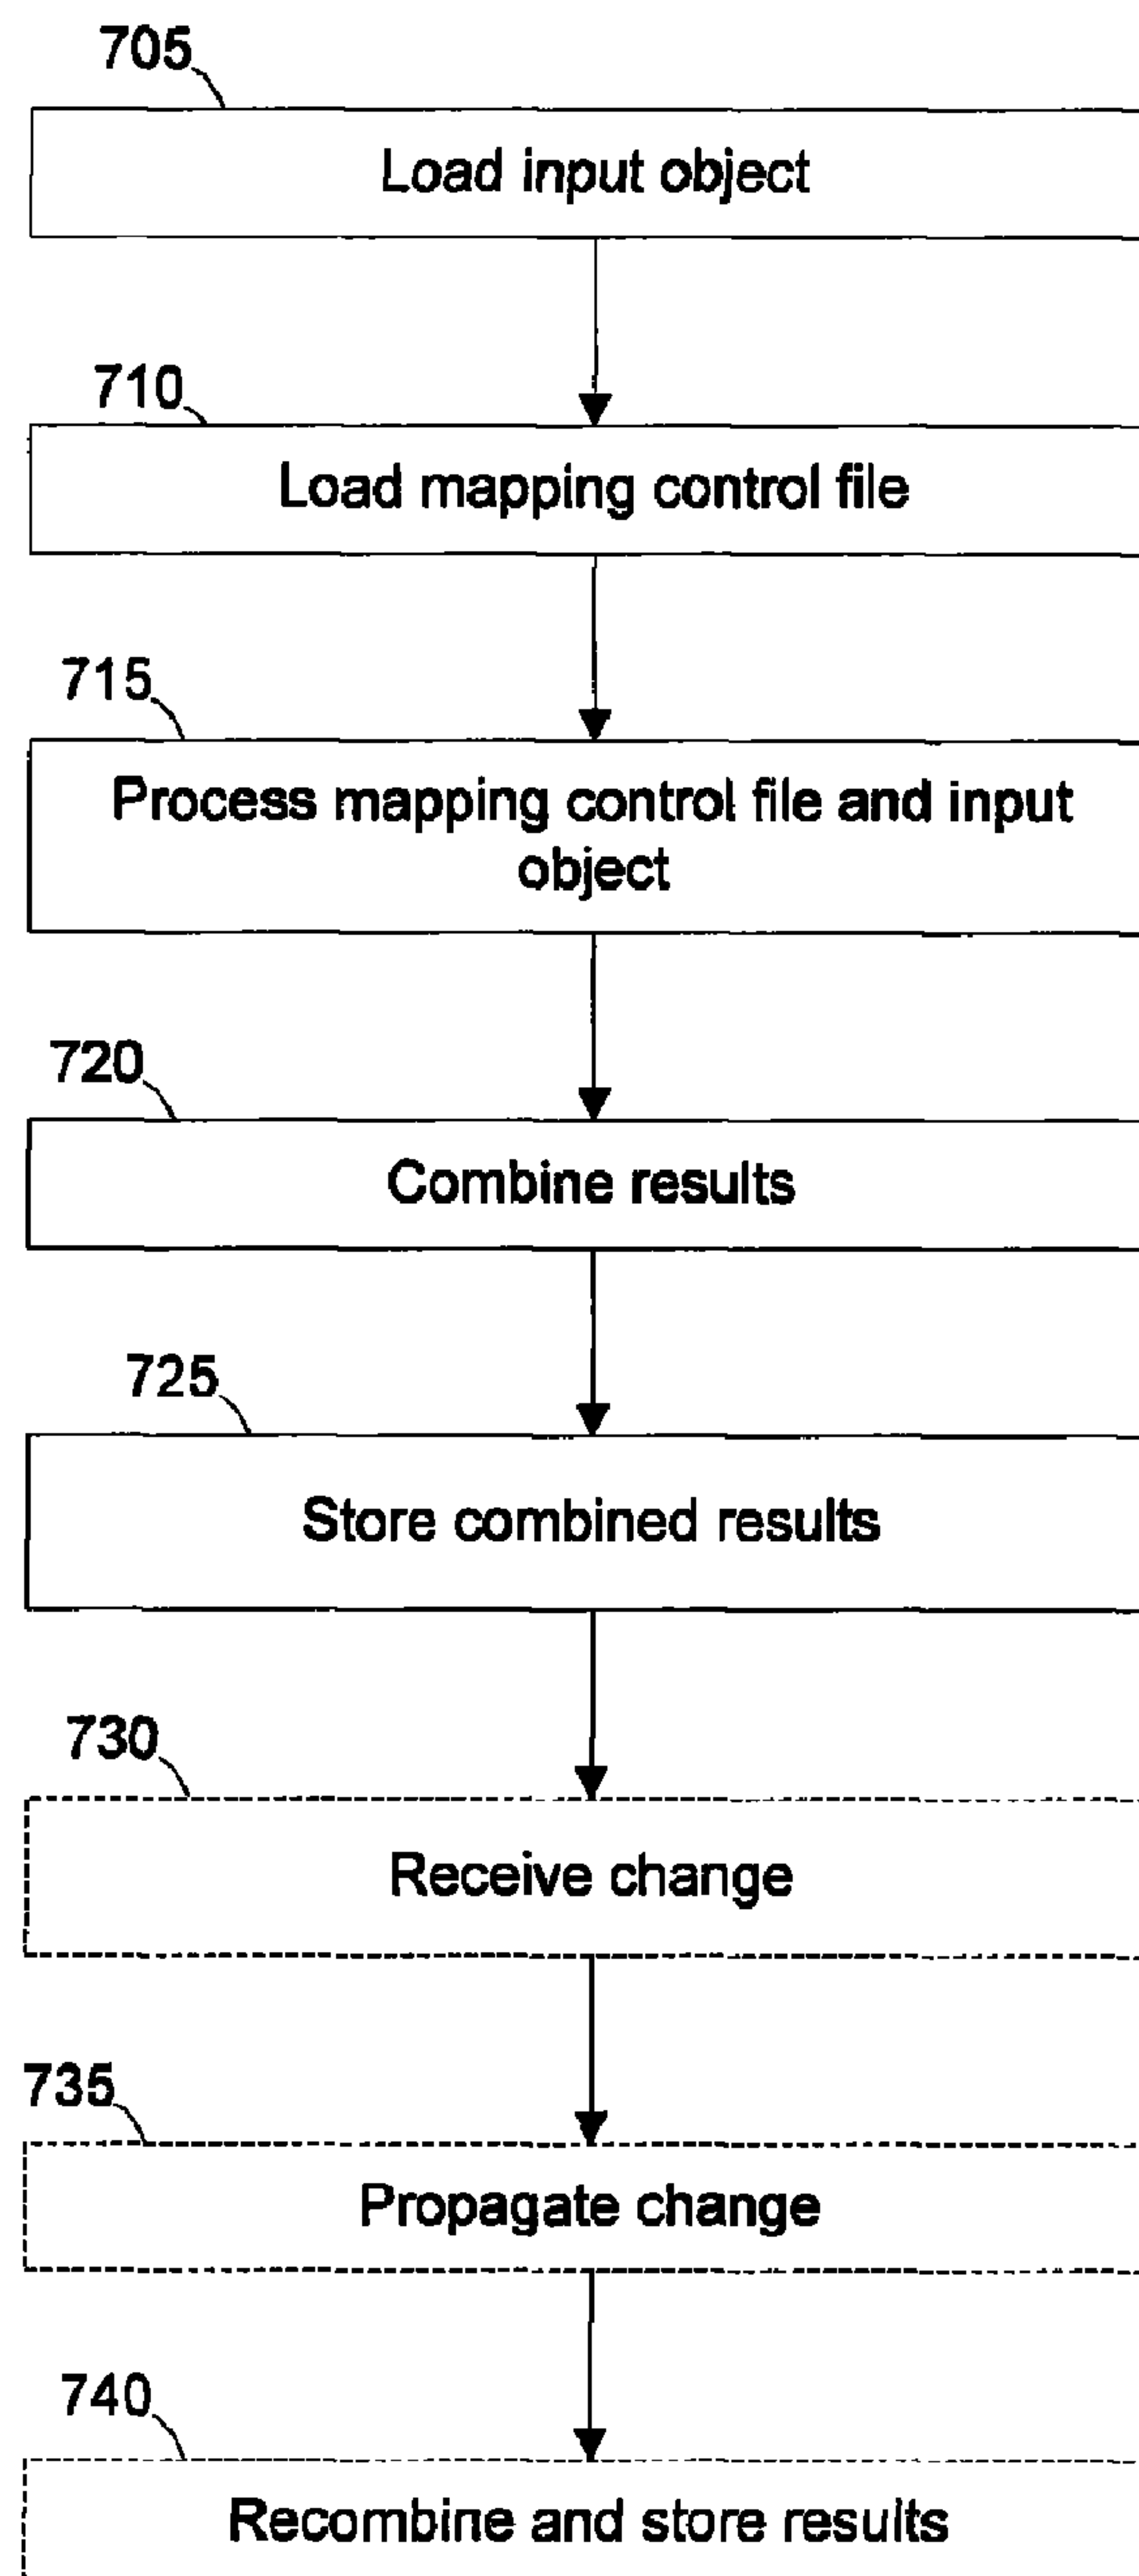 705
Load input object
710
Load mapping control file
715
Process mapping control file and input
object
720
Combine results
725
Store combined results
730
Receive change
735
Propagate change
740
Recombine and store results